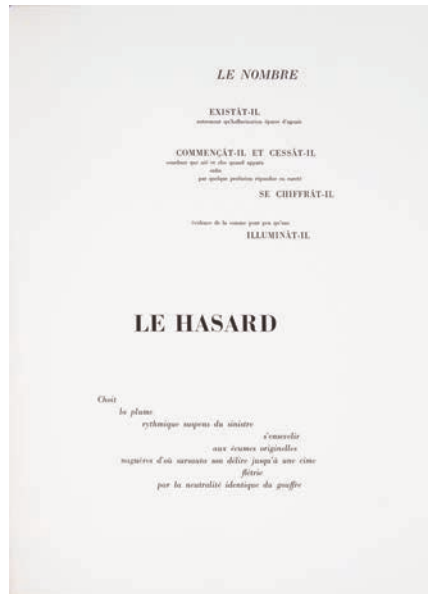 LE NOMBRE
EXISTÂT-IL
autrement qu'hallucination éparse d'agonie
COMMENÇÂT-IL ET CESSÂT-IL
sourdant que nié et clos quand apparu
enfin
par quelque profusion répandue en rareté
SE CHIFFRÂT-IL
évidence de la somme pour peu qu'une
ILLUMINÂT-IL
LE HASARD
Choit
la plume
rythmique suspens du sinistre
s'ensevelir
aux écumes originelles
naguères d'où sursauta son délire jusqu'à une cime
flétrie
par la neutralité identique du gouffre